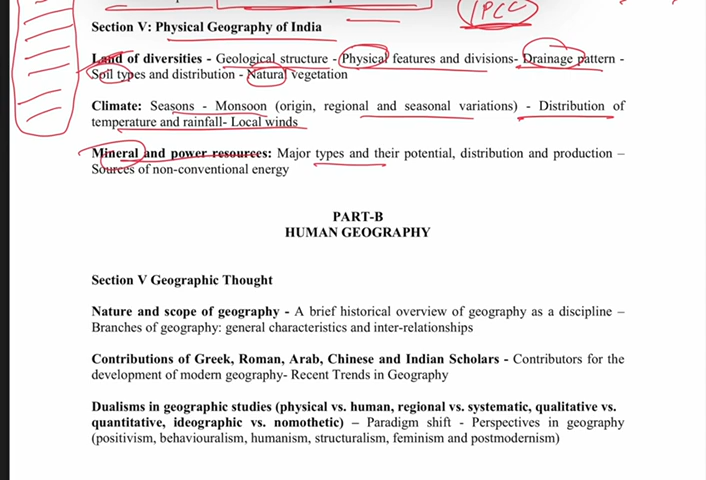 IPCC
Section V: Physical Geography of India
Land of diversities - Geological structure - Physical features and divisions- Drainage pattern -
Soil types and distribution - Natural vegetation
Climate: Seasons - Monsoon (origin, regional and seasonal variations) - Distribution of
temperature and rainfall- Local winds
Mineral and power resources: Major types and their potential, distribution and production –
Sources of non-conventional energy
PART-B
HUMAN GEOGRAPHY
Section V Geographic Thought
Nature and scope of geography - A brief historical overview of geography as a discipline –
Branches of geography: general characteristics and inter-relationships
Contributions of Greek, Roman, Arab, Chinese and Indian Scholars - Contributors for the
development of modern geography- Recent Trends in Geography
Dualisms in geographic studies (physical vs. human, regional vs. systematic, qualitative vs.
quantitative, ideographic vs. nomothetic) – Paradigm shift - Perspectives in geography
(positivism, behaviouralism, humanism, structuralism, feminism and postmodernism)